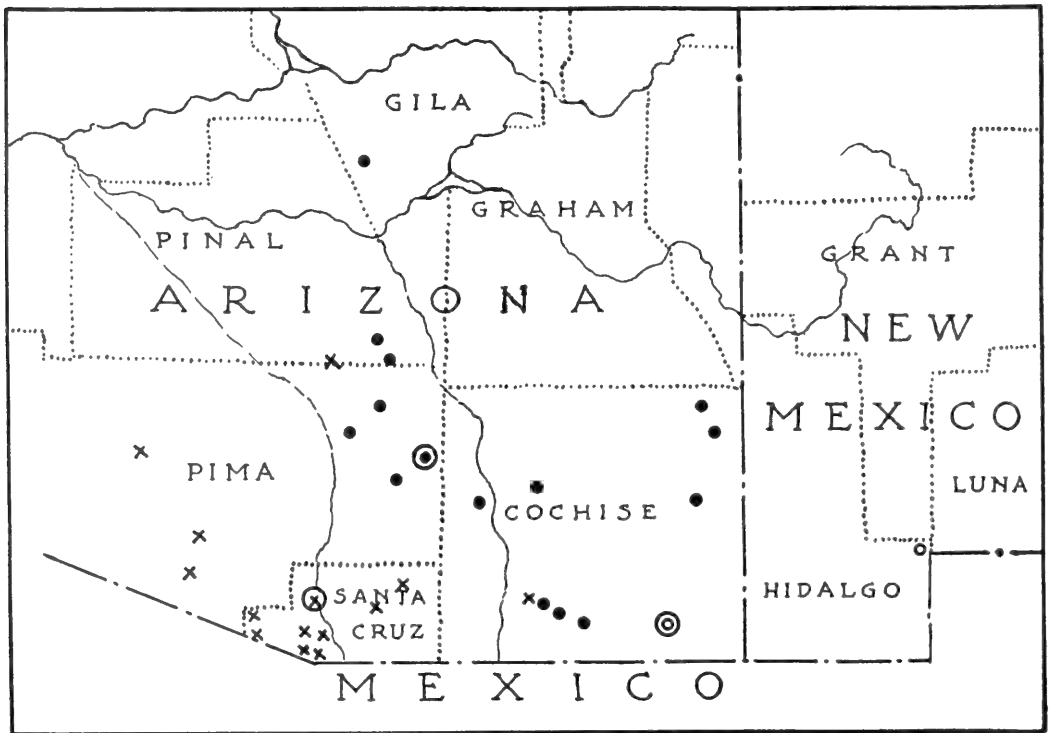 GILA
GRAHAM
PINAL
GRANT
ARIZONA
NEW
MEXICO
PIMA
LUNA
COCHISE
HIDALGO
SANTA
CRUZ
MEXICO